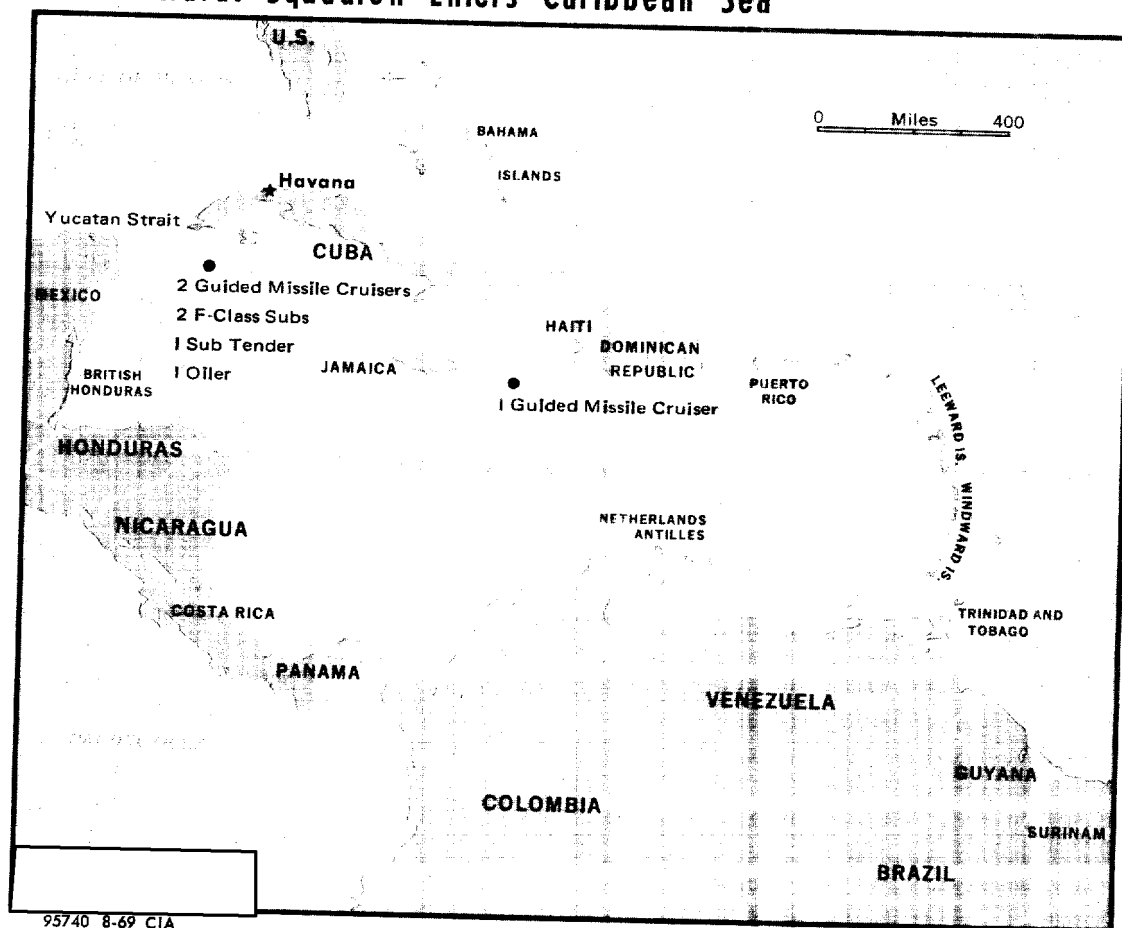 Squadron Enters Caribbean Sea
U.S.
0 Miles 400
BAHAMA
ISLANDS
Havana
Yucatan Strait
CUBA
2 Guided Missile Cruisers
2 F-Class Subs
1 Sub Tender
1 Oiler
MEXICO
BRITISH
HONDURAS
JAMAICA
HAITI
DOMINICAN
REPUBLIC
PUERTO
RICO
1 Guided Missile Cruiser
LEEWARD IS.
WINDWARD IS.
HONDURAS
NICARAGUA
NETHERLANDS
ANTILLES
COSTA RICA
TRINIDAD AND
TOBAGO
PANAMA
VENEZUELA
GUYANA
COLOMBIA
SURINAM
BRAZIL
95740 8-69 CIA